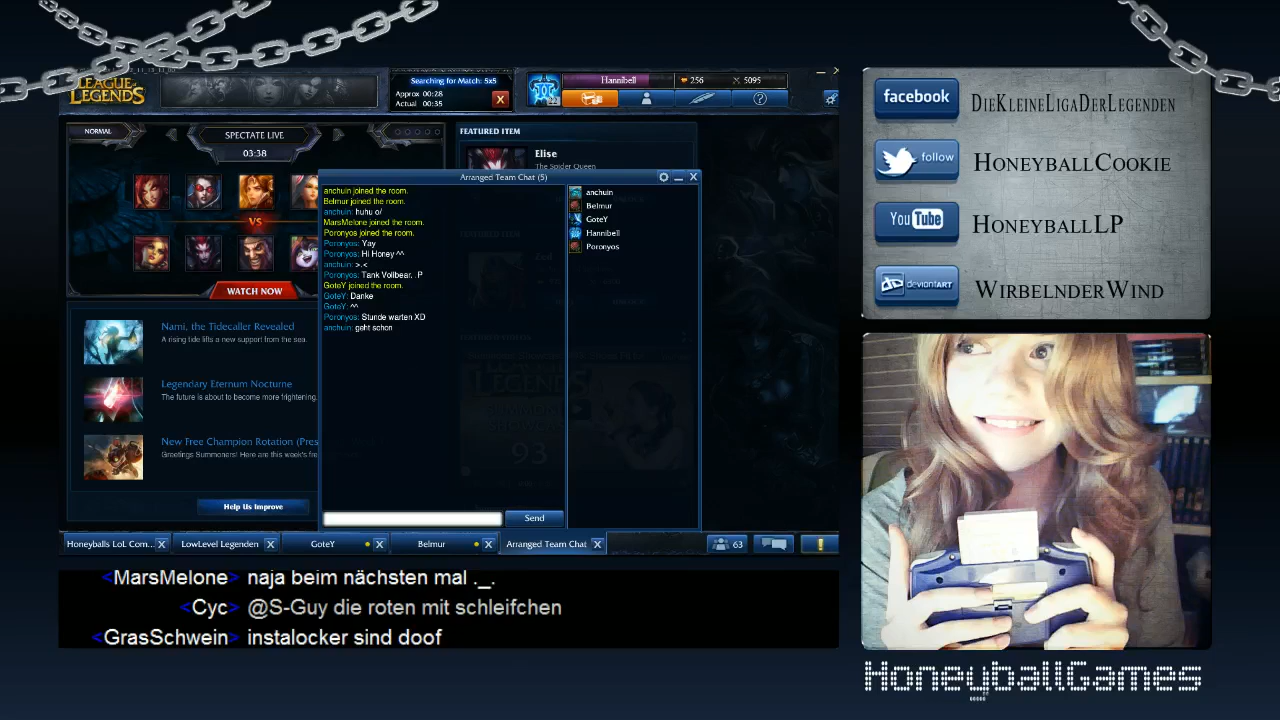 LEAGUE OF LEGENDS
Searching for Match: 5x5
Approx 00:28
Actual 00:35
X
22
Hannibell
256
5095
?
NORMAL
SPECTATE LIVE
03:38
VS
WATCH NOW
FEATURED ITEM
Elise
The Spider Queen
Arranged Team Chat (5)
anchuin joined the room.
Belmur joined the room.
anchuin: huhu o/
MarsMelone joined the room.
Poronyos joined the room.
Poronyos: Yay
Poronyos: Hi Honey ^^
anchuin: >.<
Poronyos: Tank Volibear. :P
GoteY joined the room.
GoteY: Danke
GoteY: ^^
Poronyos: Stunde warten XD
anchuin: geht schon
anchuin
Belmur
GoteY
Hannibell
Poronyos
93
Send
Nami, the Tidecaller Revealed
A rising tide lifts a new support from the sea.
Legendary Eternum Nocturne
The future is about to become more frightening.
New Free Champion Rotation (Pres
Greetings Summoners! Here are this week's fre
Help Us Improve
Honeyballs LoL Com...
LowLevel Legenden
GoteY
Belmur
Arranged Team Chat
63
!
<MarsMelone> naja beim nächsten mal ._.
<Cyc> @S-Guy die roten mit schleifchen
<GrasSchwein> instalocker sind doof
facebook DieKleineLigaDerLegenden
follow HoneyballCookie
YouTube HoneyballLP
deviantART WirbelnderWind
HoneyballGames